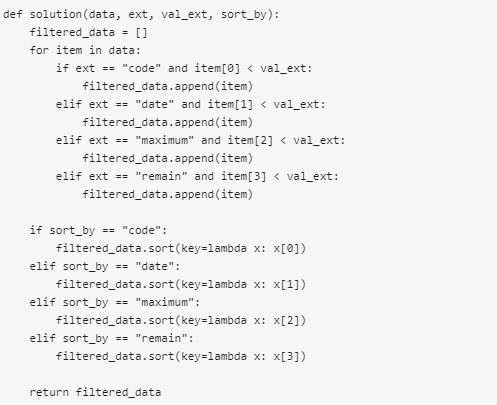 def solution(data, ext, val_ext, sort_by):
    filtered_data = []
    for item in data:
        if ext == "code" and item[0] < val_ext:
            filtered_data.append(item)
        elif ext == "date" and item[1] < val_ext:
            filtered_data.append(item)
        elif ext == "maximum" and item[2] < val_ext:
            filtered_data.append(item)
        elif ext == "remain" and item[3] < val_ext:
            filtered_data.append(item)

    if sort_by == "code":
        filtered_data.sort(key=lambda x: x[0])
    elif sort_by == "date":
        filtered_data.sort(key=lambda x: x[1])
    elif sort_by == "maximum":
        filtered_data.sort(key=lambda x: x[2])
    elif sort_by == "remain":
        filtered_data.sort(key=lambda x: x[3])

    return filtered_data